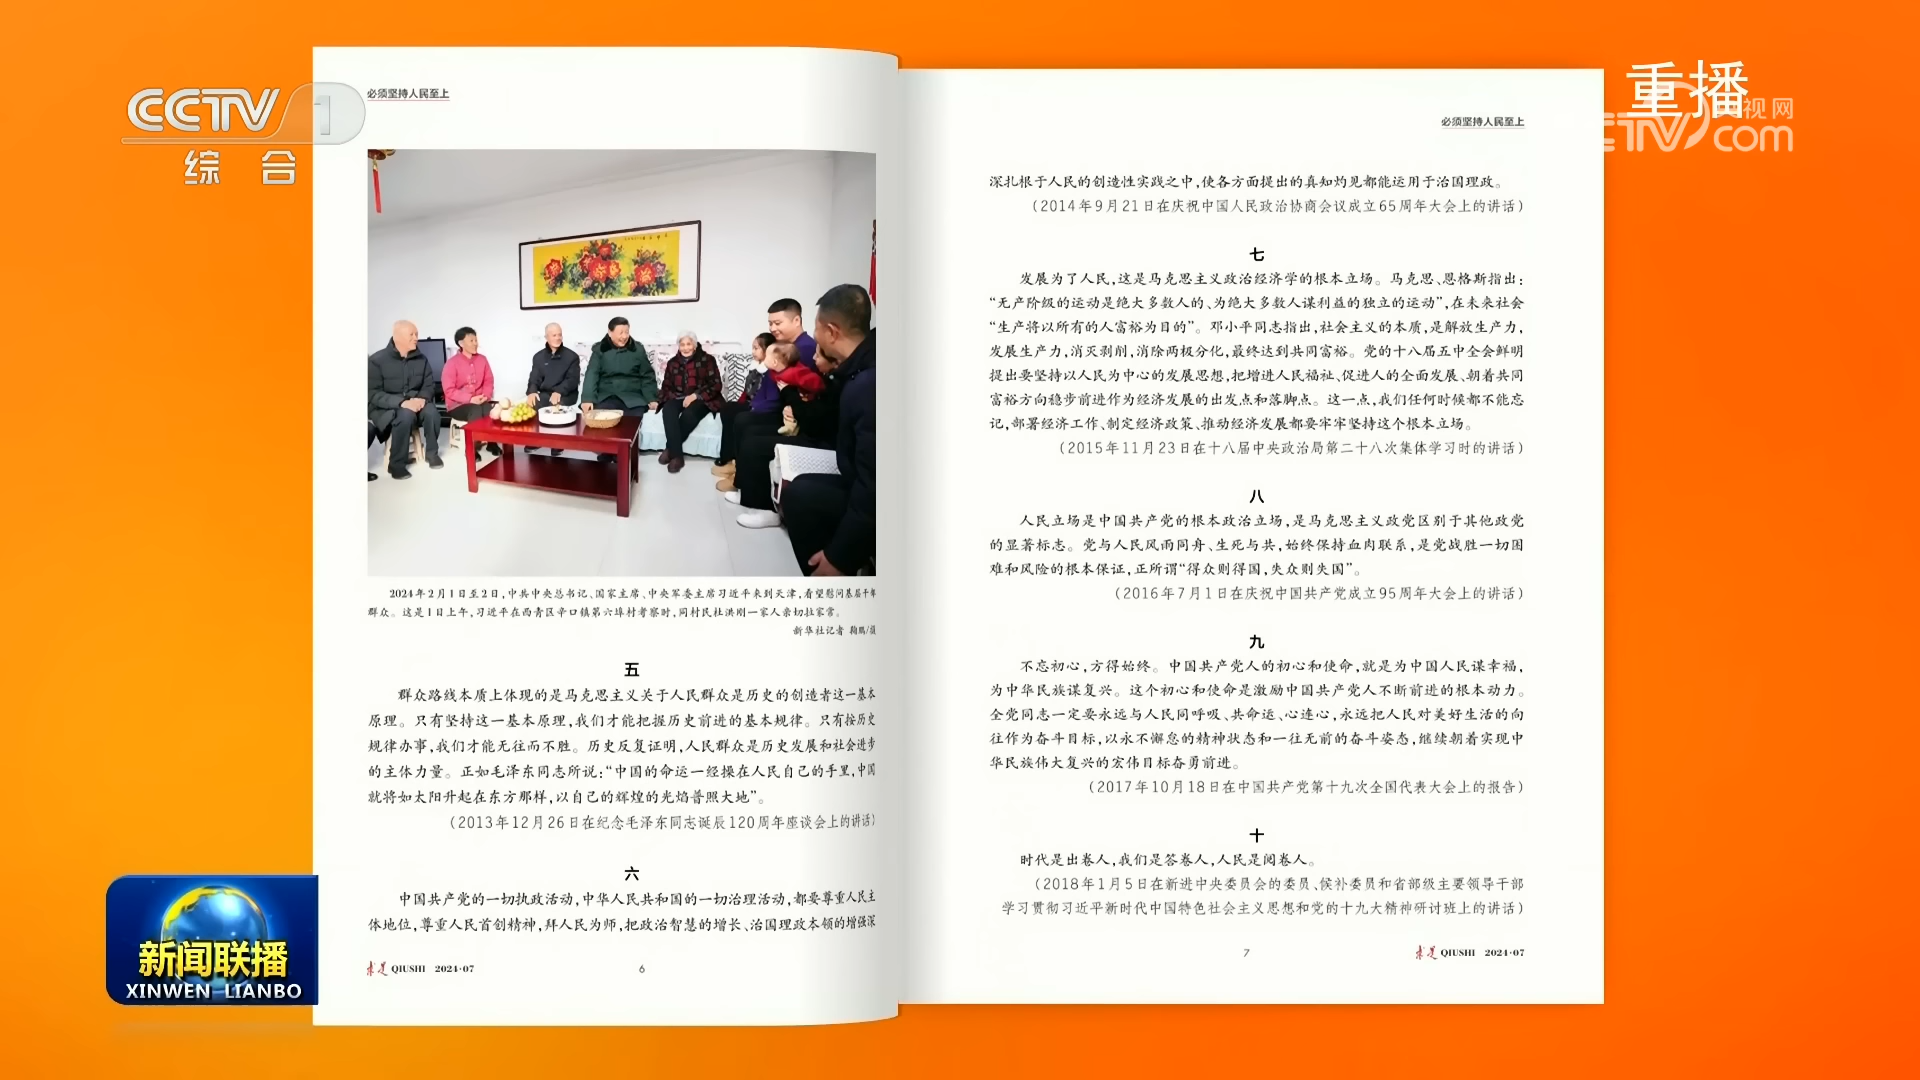 CCTV 1
综 合
重播
央视网
CCTV.com
必须坚持人民至上
2024年2月1日至2日,中共中央总书记、国家主席、中央军委主席习近平来到天津,看望慰问基层干部
群众。这是1日上午,习近平在西青区辛口镇第六埠村考察时,同村民杜洪刚一家人亲切拉家常。
新华社记者 鞠鹏/摄
五
群众路线本质上体现的是马克思主义关于人民群众是历史的创造者这一基本
原理。只有坚持这一基本原理,我们才能把握历史前进的基本规律。只有按历史
规律办事,我们才能无往而不胜。历史反复证明,人民群众是历史发展和社会进步
的主体力量。正如毛泽东同志所说:“中国的命运一经操在人民自己的手里,中国
就将如太阳升起在东方那样,以自己的辉煌的光焰普照大地”。
(2013年12月26日在纪念毛泽东同志诞辰120周年座谈会上的讲话)
六
中国共产党的一切执政活动,中华人民共和国的一切治理活动,都要尊重人民主
体地位,尊重人民首创精神,拜人民为师,把政治智慧的增长、治国理政本领的增强深
求是 QIUSHI 2024·07
6
必须坚持人民至上
深扎根于人民的创造性实践之中,使各方面提出的真知灼见都能运用于治国理政。
(2014年9月21日在庆祝中国人民政治协商会议成立65周年大会上的讲话)
七
发展为了人民,这是马克思主义政治经济学的根本立场。马克思、恩格斯指出:
“无产阶级的运动是绝大多数人的、为绝大多数人谋利益的独立的运动”,在未来社会
“生产将以所有的人富裕为目的”。邓小平同志指出,社会主义的本质,是解放生产力,
发展生产力,消灭剥削,消除两极分化,最终达到共同富裕。党的十八届五中全会鲜明
提出要坚持以人民为中心的发展思想,把增进人民福祉、促进人的全面发展、朝着共同
富裕方向稳步前进作为经济发展的出发点和落脚点。这一点,我们任何时候都不能忘
记,部署经济工作、制定经济政策、推动经济发展都要牢牢坚持这个根本立场。
(2015年11月23日在十八届中央政治局第二十八次集体学习时的讲话)
八
人民立场是中国共产党的根本政治立场,是马克思主义政党区别于其他政党
的显著标志。党与人民风雨同舟、生死与共,始终保持血肉联系,是党战胜一切困
难和风险的根本保证,正所谓“得众则得国,失众则失国”。
(2016年7月1日在庆祝中国共产党成立95周年大会上的讲话)
九
不忘初心,方得始终。中国共产党人的初心和使命,就是为中国人民谋幸福,
为中华民族谋复兴。这个初心和使命是激励中国共产党人不断前进的根本动力。
全党同志一定要永远与人民同呼吸、共命运、心连心,永远把人民对美好生活的向
往作为奋斗目标,以永不懈怠的精神状态和一往无前的奋斗姿态,继续朝着实现中
华民族伟大复兴的宏伟目标奋勇前进。
(2017年10月18日在中国共产党第十九次全国代表大会上的报告)
十
时代是出卷人,我们是答卷人,人民是阅卷人。
(2018年1月5日在新进中央委员会的委员、候补委员和省部级主要领导干部
学习贯彻习近平新时代中国特色社会主义思想和党的十九大精神研讨班上的讲话)
7
求是 QIUSHI 2024·07
新闻联播
XINWEN LIANBO